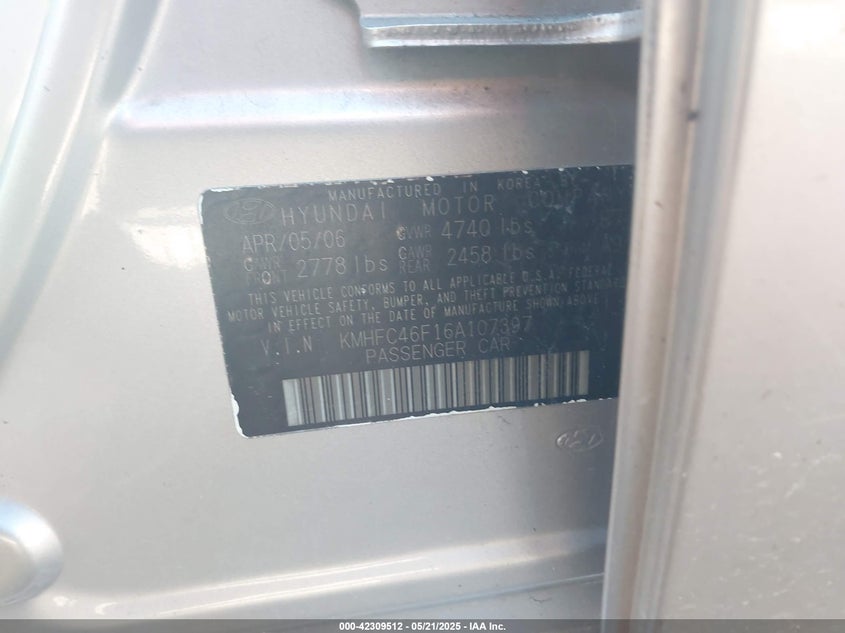 MANUFACTURED IN KOREA BY
HYUNDAI MOTOR
APR/05/06 GVWR 4740 lbs
GAWR FRONT 2778 lbs GAWR REAR 2458 lbs
THIS VEHICLE CONFORMS TO ALL APPLICABLE U.S.A. FEDERAL
MOTOR VEHICLE SAFETY, BUMPER, AND THEFT PREVENTION STANDARD
IN EFFECT ON THE DATE OF MANUFACTURE SHOWN ABOVE
V.I.N KMHFC46F16A107397
PASSENGER CAR
000-42309512 - 05/21/2025 - IAA Inc.